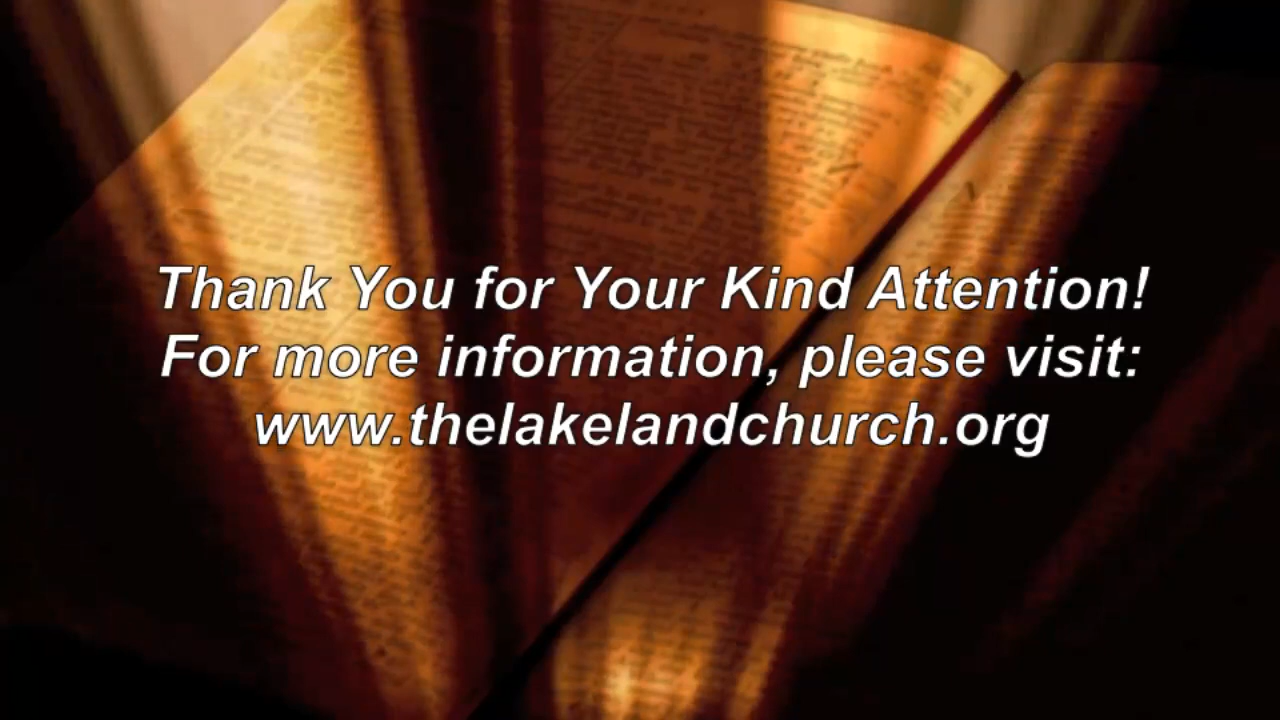 Thank You for Your Kind Attention!
For more information, please visit:
www.thelakelandchurch.org